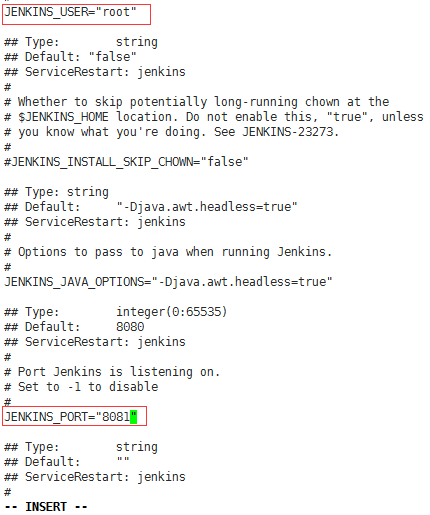 #
JENKINS_USER="root"
## Type:        string
## Default: "false"
## ServiceRestart: jenkins
#
# Whether to skip potentially long-running chown at the
# $JENKINS_HOME location. Do not enable this, "true", unless
# you know what you're doing. See JENKINS-23273.
#
#JENKINS_INSTALL_SKIP_CHOWN="false"
## Type: string
## Default:     "-Djava.awt.headless=true"
## ServiceRestart: jenkins
#
# Options to pass to java when running Jenkins.
#
JENKINS_JAVA_OPTIONS="-Djava.awt.headless=true"
## Type:        integer(0:65535)
## Default:     8080
## ServiceRestart: jenkins
#
# Port Jenkins is listening on.
# Set to -1 to disable
#
JENKINS_PORT="8081"
## Type:        string
## Default:     ""
## ServiceRestart: jenkins
#
-- INSERT --